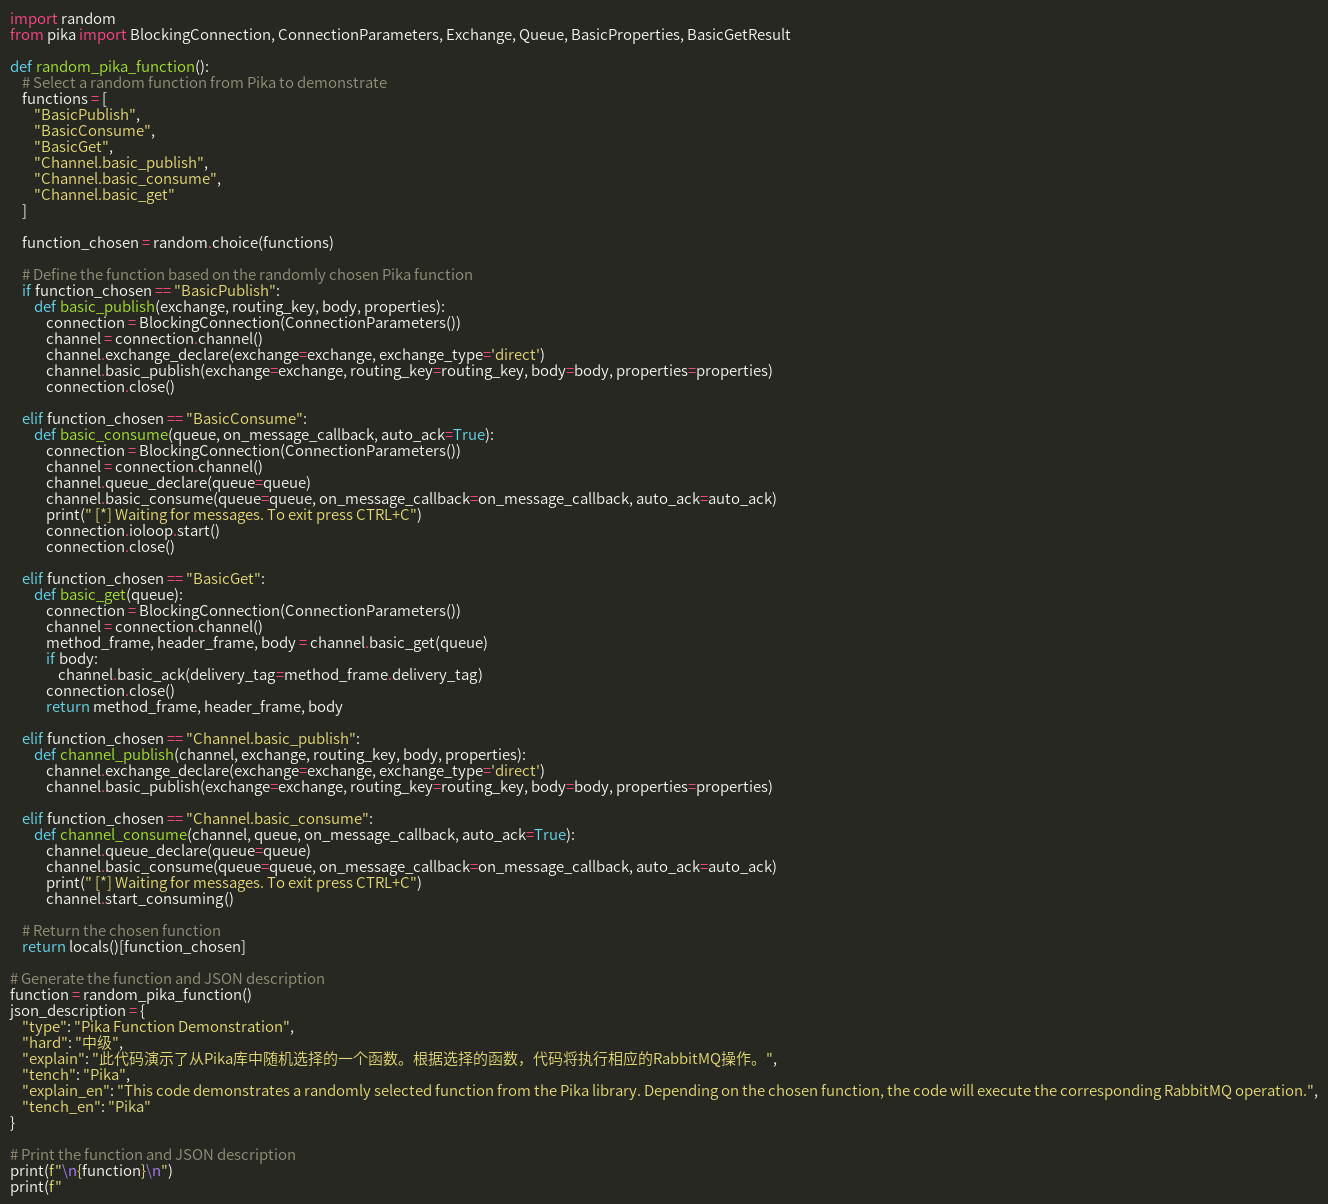 import random
from pika import BlockingConnection, ConnectionParameters, Exchange, Queue, BasicProperties, BasicGetResult

def random_pika_function():
    # Select a random function from Pika to demonstrate
    functions = [
        "BasicPublish",
        "BasicConsume",
        "BasicGet",
        "Channel.basic_publish",
        "Channel.basic_consume",
        "Channel.basic_get"
    ]

    function_chosen = random.choice(functions)

    # Define the function based on the randomly chosen Pika function
    if function_chosen == "BasicPublish":
        def basic_publish(exchange, routing_key, body, properties):
            connection = BlockingConnection(ConnectionParameters())
            channel = connection.channel()
            channel.exchange_declare(exchange=exchange, exchange_type='direct')
            channel.basic_publish(exchange=exchange, routing_key=routing_key, body=body, properties=properties)
            connection.close()

    elif function_chosen == "BasicConsume":
        def basic_consume(queue, on_message_callback, auto_ack=True):
            connection = BlockingConnection(ConnectionParameters())
            channel = connection.channel()
            channel.queue_declare(queue=queue)
            channel.basic_consume(queue=queue, on_message_callback=on_message_callback, auto_ack=auto_ack)
            print(" [*] Waiting for messages. To exit press CTRL+C")
            connection.ioloop.start()
            connection.close()

    elif function_chosen == "BasicGet":
        def basic_get(queue):
            connection = BlockingConnection(ConnectionParameters())
            channel = connection.channel()
            method_frame, header_frame, body = channel.basic_get(queue)
            if body:
                channel.basic_ack(delivery_tag=method_frame.delivery_tag)
            connection.close()
            return method_frame, header_frame, body

    elif function_chosen == "Channel.basic_publish":
        def channel_publish(channel, exchange, routing_key, body, properties):
            channel.exchange_declare(exchange=exchange, exchange_type='direct')
            channel.basic_publish(exchange=exchange, routing_key=routing_key, body=body, properties=properties)

    elif function_chosen == "Channel.basic_consume":
        def channel_consume(channel, queue, on_message_callback, auto_ack=True):
            channel.queue_declare(queue=queue)
            channel.basic_consume(queue=queue, on_message_callback=on_message_callback, auto_ack=auto_ack)
            print(" [*] Waiting for messages. To exit press CTRL+C")
            channel.start_consuming()

    # Return the chosen function
    return locals()[function_chosen]

# Generate the function and JSON description
function = random_pika_function()
json_description = {
    "type": "Pika Function Demonstration",
    "hard": "中级",
    "explain": "此代码演示了从Pika库中随机选择的一个函数。根据选择的函数，代码将执行相应的RabbitMQ操作。",
    "tench": "Pika",
    "explain_en": "This code demonstrates a randomly selected function from the Pika library. Depending on the chosen function, the code will execute the corresponding RabbitMQ operation.",
    "tench_en": "Pika"
}

# Print the function and JSON description
print(f"\n{function}\n")
print(f"